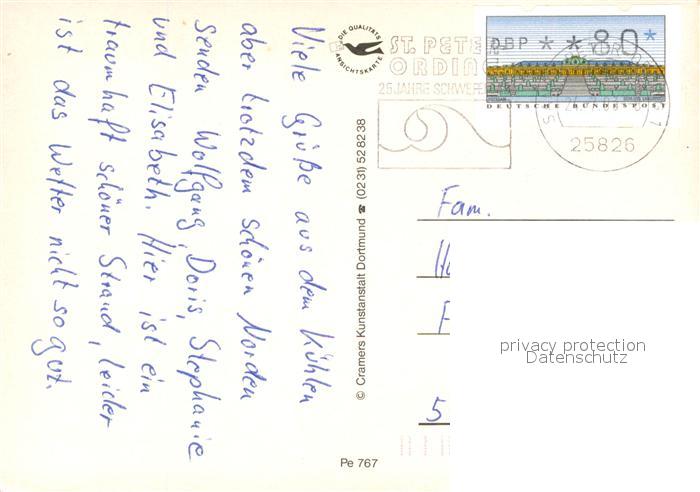 Viele Grüße aus dem kühlen
aber trotzdem schönen Norden
senden Wolfgang, Doris, Stephanie
und Elisabeth. Hier ist ein
traumhaft schöner Strand, leider
ist das Wetter nicht so gut.
DIE QUALITÄTS
ANSICHTSKARTE
© Cramers Kunstanstalt Dortmund ☎ (0231) 528238
Pe 767
ST. PETE
ORDING
25 JAHRE
DBP * * 80*
DEUTSCHE BUNDESPOST
25826
Fam.
5
privacy protection
Datenschutz